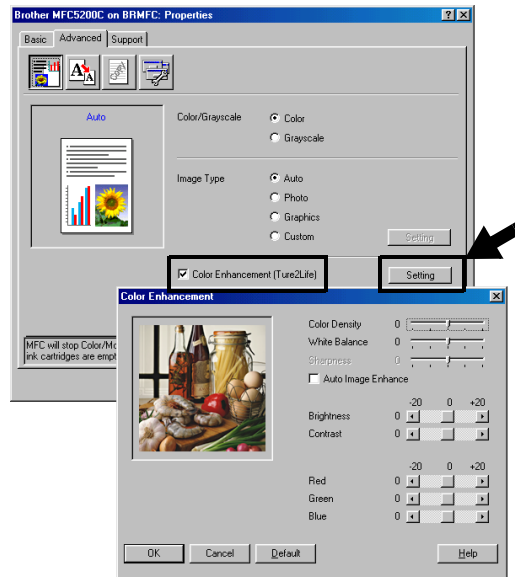 Brother MFC5200C on BRMFC: Properties
Basic Advanced Support
Auto
Color/Grayscale
Color
Grayscale
Image Type
Auto
Photo
Graphics
Custom
Setting
Color Enhancement (Ture2Life)
Setting
MFC will stop Color/Mo
ink cartridges are empt
Color Enhancement
Color Density 0
White Balance 0
Sharpness 0
Auto Image Enhance
-20 0 +20
Brightness 0
Contrast 0
-20 0 +20
Red 0
Green 0
Blue 0
OK Cancel Default Help